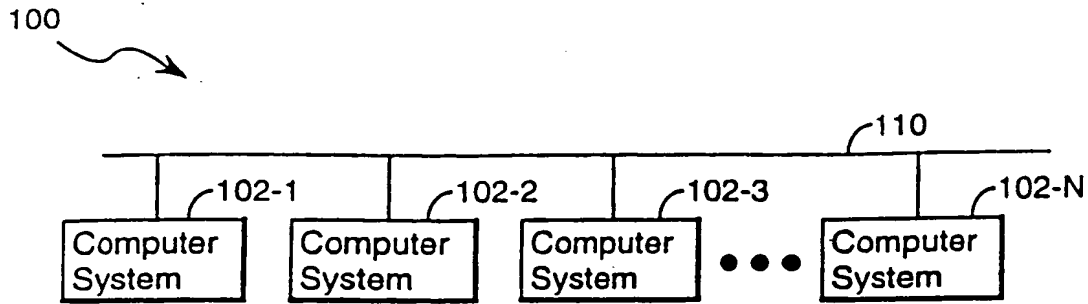 100
110
102-1
102-2
102-3
102-N
Computer
System
Computer
System
Computer
System
Computer
System